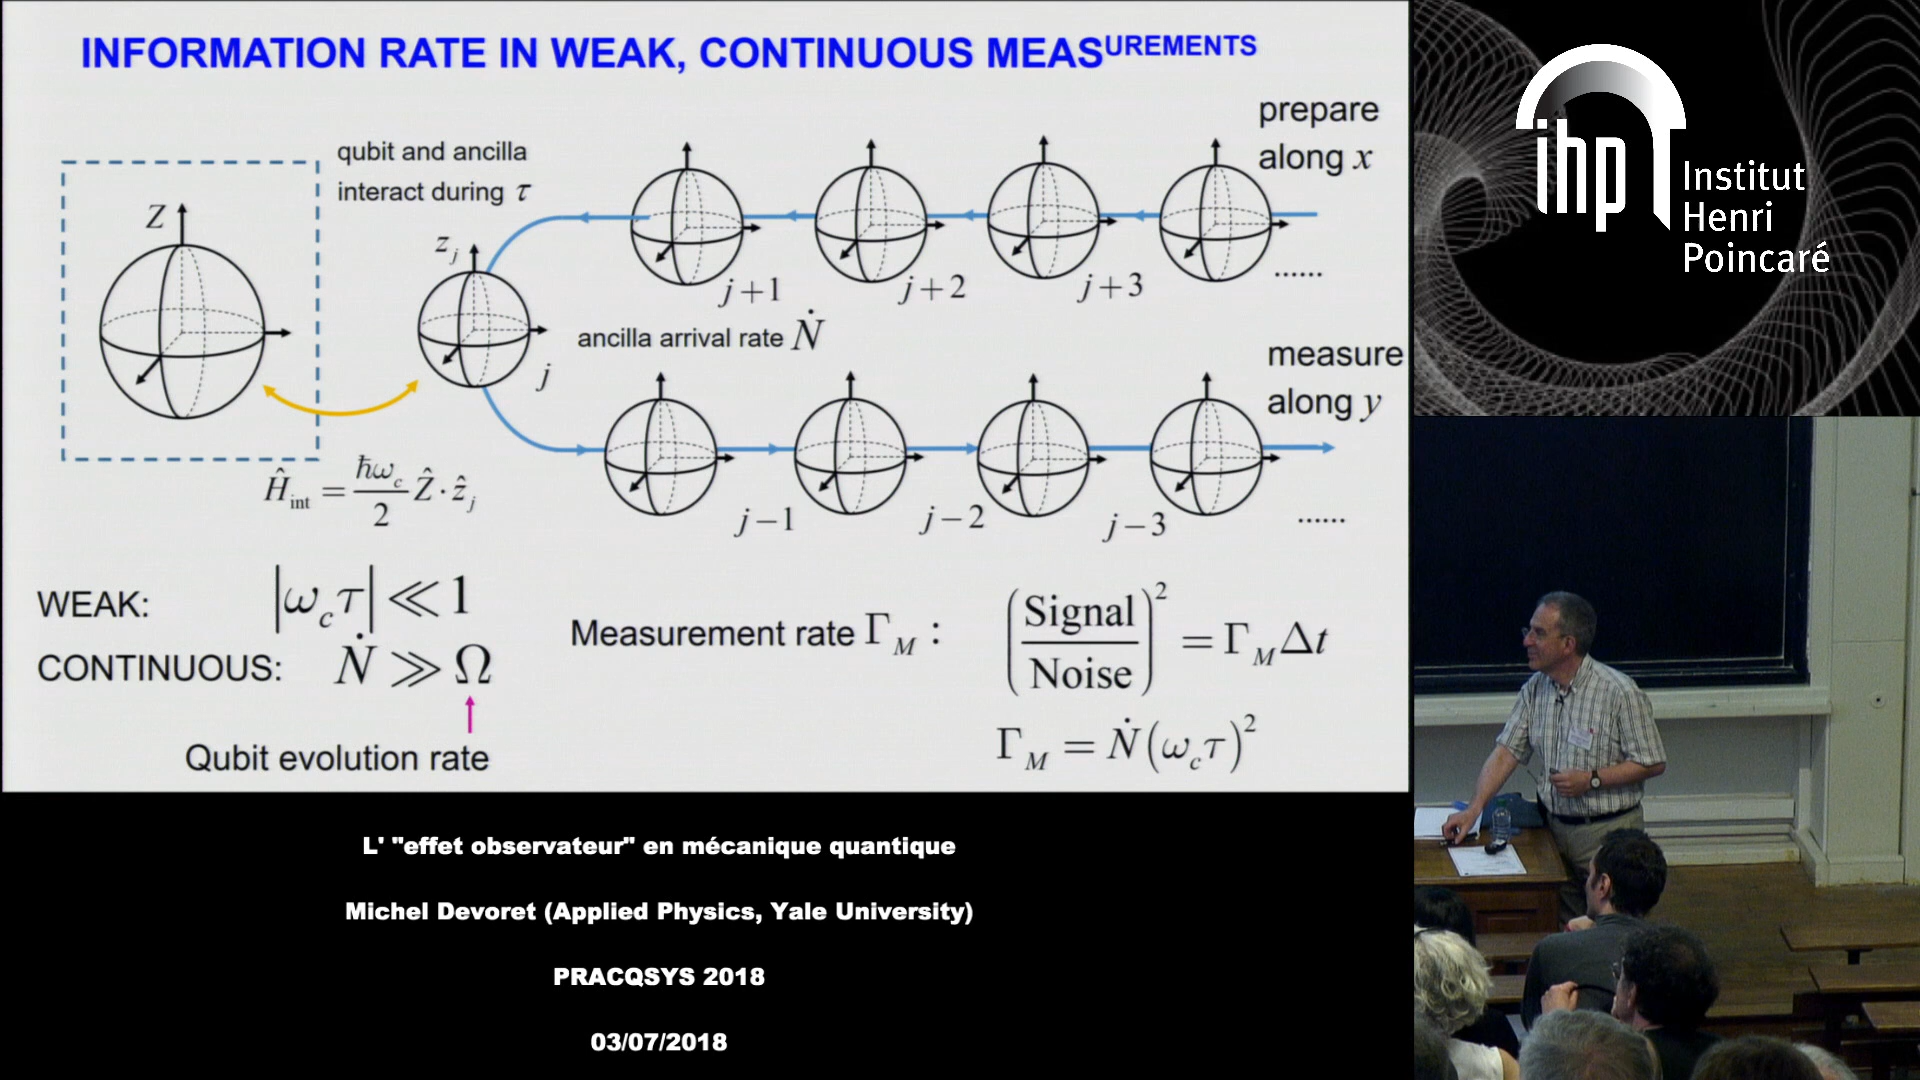 INFORMATION RATE IN WEAK, CONTINUOUS MEASUREMENTS
prepare
along x
qubit and ancilla
interact during τ
Z
z_j
j+1
j+2
j+3
......
j
ancilla arrival rate Ṅ
measure
along y
Ĥ_int = ħω_c/2 Ẑ·ẑ_j
j−1
j−2
j−3
......
WEAK: |ω_c τ| ≪ 1
CONTINUOUS: Ṅ ≫ Ω
Qubit evolution rate
Measurement rate Γ_M : (Signal/Noise)² = Γ_M Δt
Γ_M = Ṅ(ω_c τ)²
ihp
Institut
Henri
Poincaré
L' "effet observateur" en mécanique quantique
Michel Devoret (Applied Physics, Yale University)
PRACQSYS 2018
03/07/2018